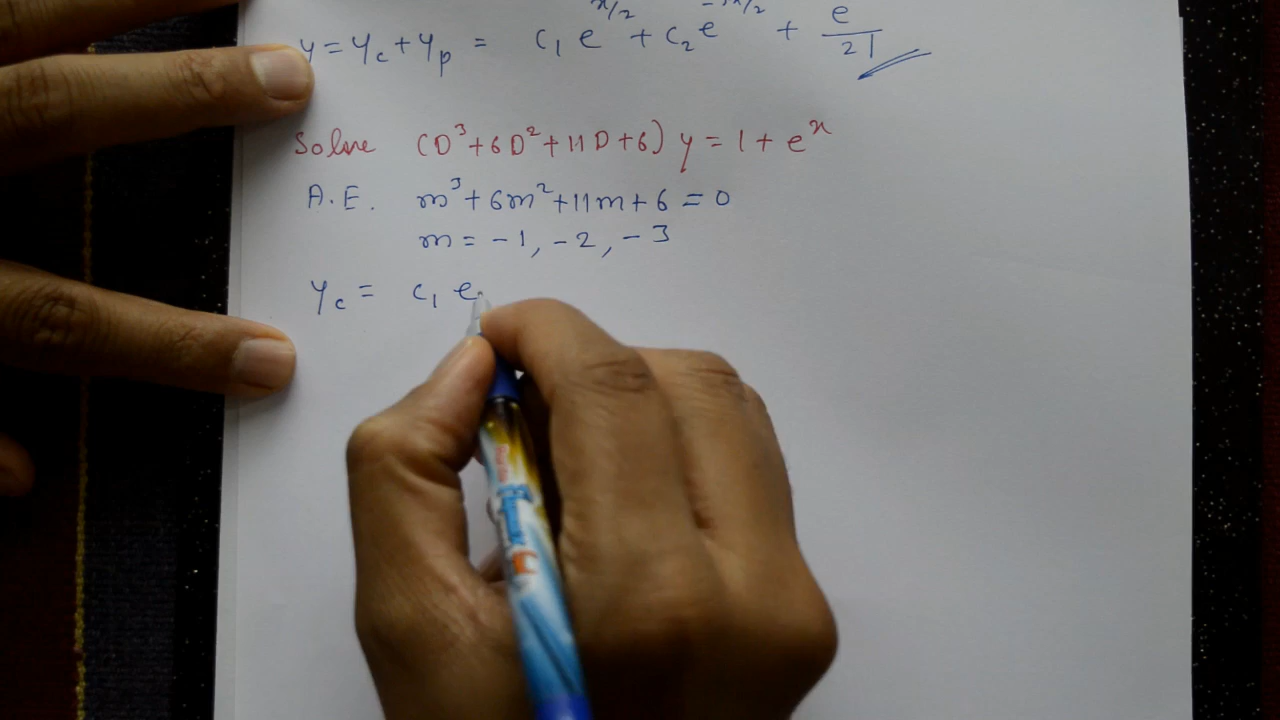 y = y_c + y_p = c_1 e^{x/2} + c_2 e + e/21
Solve (D^3 + 6D^2 + 11D + 6) y = 1 + e^x
A.E. m^3 + 6m^2 + 11m + 6 = 0
m = -1, -2, -3
y_c = c_1 e